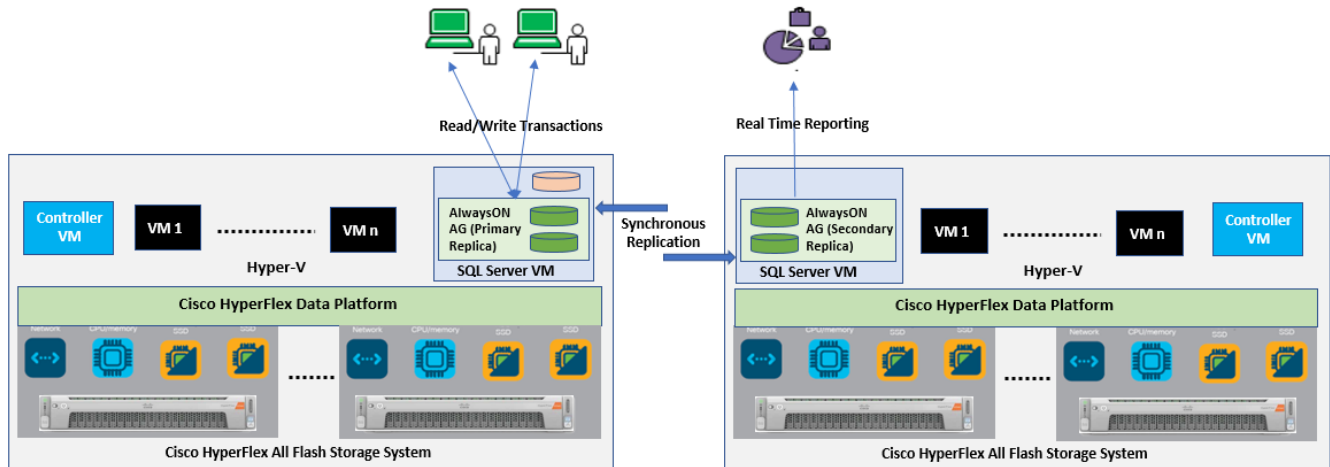 Read/Write Transactions
Real Time Reporting
Controller
VM
VM 1
VM n
Hyper-V
AlwaysON
AG (Primary
Replica)
SQL Server VM
Synchronous
Replication
AlwaysON
AG (Secondary
Replica)
SQL Server VM
VM 1
VM n
Hyper-V
Controller
VM
Cisco HyperFlex Data Platform
Network
CPU/memory
SSD
SSD
Network
CPU/memory
SSD
SSD
Cisco HyperFlex All Flash Storage System
Cisco HyperFlex Data Platform
Network
CPU/memory
SSD
SSD
Network
CPU/memory
SSD
SSD
Cisco HyperFlex All Flash Storage System